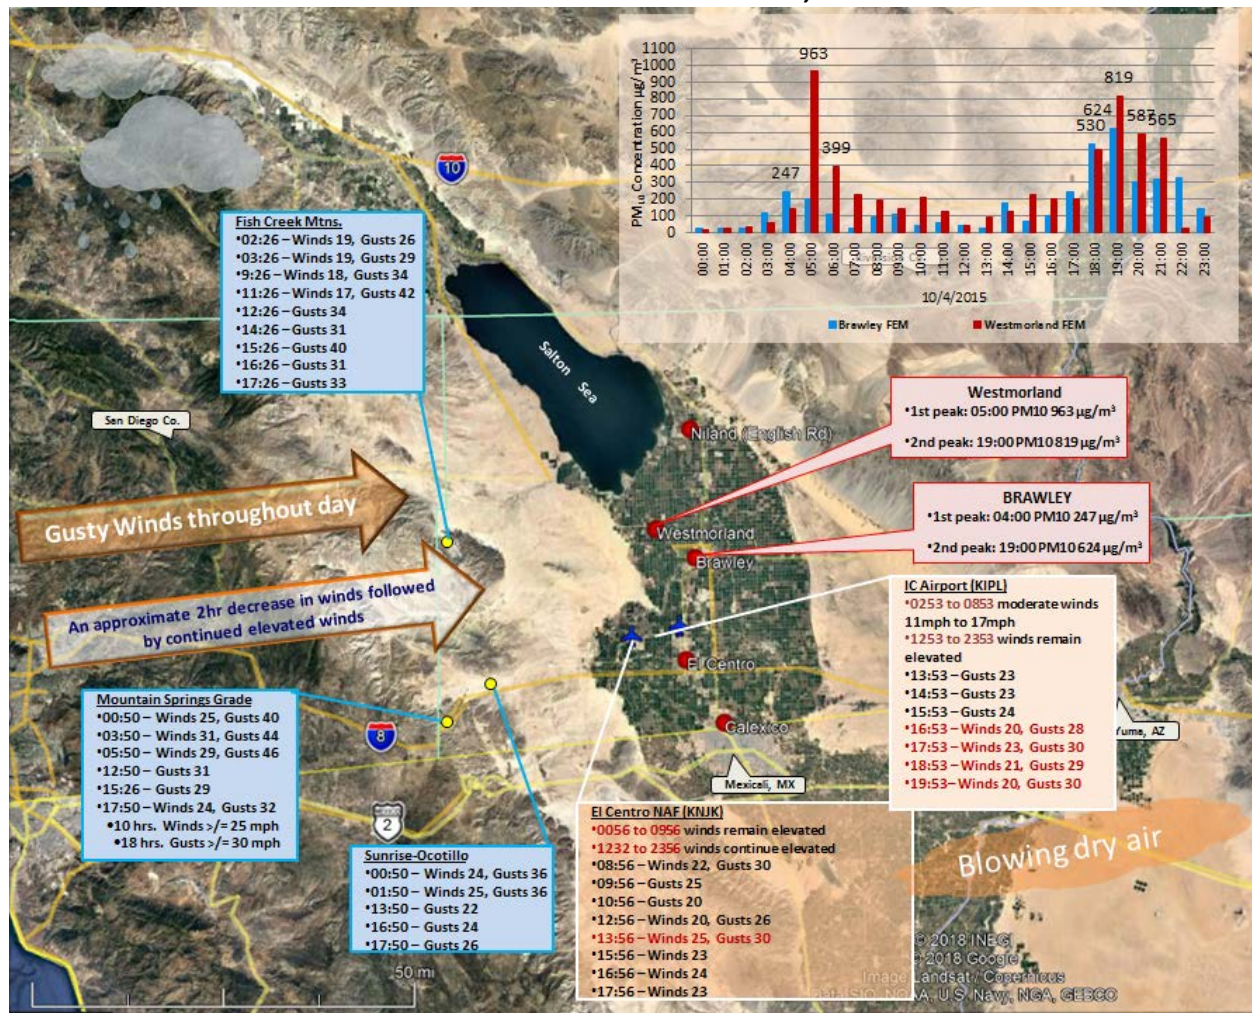 1100
1000
900
800
700
600
500
400
300
200
100
0
PM₁₀ Concentration µg/m³
963
819
624
587
565
530
399
247
00:00
01:00
02:00
03:00
04:00
05:00
06:00
07:00
08:00
09:00
10:00
11:00
12:00
13:00
14:00
15:00
16:00
17:00
18:00
19:00
20:00
21:00
22:00
23:00
10/4/2015
Brawley FEM
Westmorland FEM
10
Fish Creek Mtns.
•02:26 – Winds 19, Gusts 26
•03:26 – Winds 19, Gusts 29
•9:26 – Winds 18, Gusts 34
•11:26 – Winds 17, Gusts 42
•12:26 – Gusts 34
•14:26 – Gusts 31
•15:26 – Gusts 40
•16:26 – Gusts 31
•17:26 – Gusts 33
Salton Sea
San Diego Co.
Westmorland
•1st peak: 05:00 PM10 963 µg/m³
•2nd peak: 19:00 PM10 819 µg/m³
Niland (English Rd)
Gusty Winds throughout day
BRAWLEY
•1st peak: 04:00 PM10 247 µg/m³
•2nd peak: 19:00 PM10 624 µg/m³
Westmorland
Brawley
An approximate 2hr decrease in winds followed
by continued elevated winds
IC Airport (KIPL)
•0253 to 0853 moderate winds
11mph to 17mph
•1253 to 2353 winds remain
elevated
•13:53 – Gusts 23
•14:53 – Gusts 23
•15:53 – Gusts 24
•16:53 – Winds 20, Gusts 28
•17:53 – Winds 23, Gusts 30
•18:53 – Winds 21, Gusts 29
•19:53 – Winds 20, Gusts 30
El Centro
Calexico
Yuma, AZ
Mexicali, MX
Mountain Springs Grade
•00:50 – Winds 25, Gusts 40
•03:50 – Winds 31, Gusts 44
•05:50 – Winds 29, Gusts 46
•12:50 – Gusts 31
•15:26 – Gusts 29
•17:50 – Winds 24, Gusts 32
•10 hrs. Winds >/= 25 mph
•18 hrs. Gusts >/= 30 mph
8
2
Sunrise-Ocotillo
•00:50 – Winds 24, Gusts 36
•01:50 – Winds 25, Gusts 36
•13:50 – Gusts 22
•16:50 – Gusts 24
•17:50 – Gusts 26
El Centro NAF (KNJK)
•0056 to 0956 winds remain elevated
•1232 to 2356 winds continue elevated
•08:56 – Winds 22, Gusts 30
•09:56 – Gusts 25
•10:56 – Gusts 20
•12:56 – Winds 20, Gusts 26
•13:56 – Winds 25, Gusts 30
•15:56 – Winds 23
•16:56 – Winds 24
•17:56 – Winds 23
Blowing dry air
50 mi
© 2018 INEGI
© 2018 Google
Image Landsat / Copernicus
Data SIO, NOAA, U.S. Navy, NGA, GEBCO